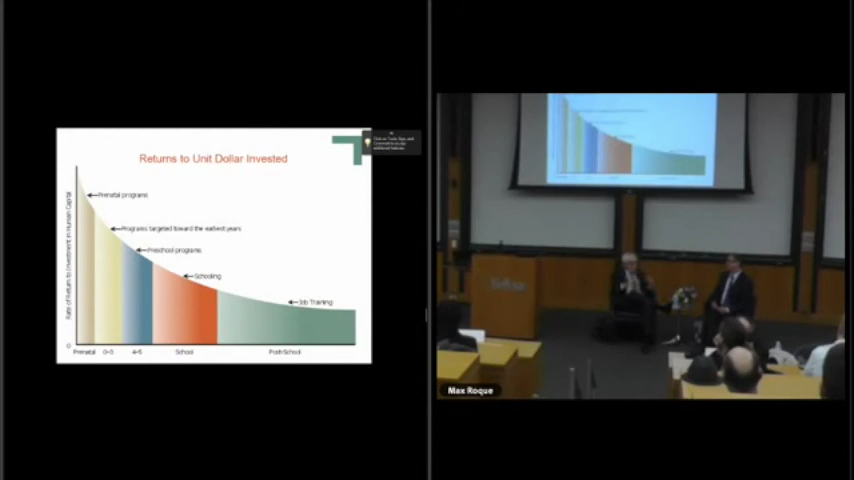 Returns to Unit Dollar Invested
Rate of Return to Investment in Human Capital
Prenatal programs
Programs targeted toward the earliest years
Preschool programs
Schooling
Job Training
0
Prenatal 0-3 4-5 School Post-School
Max Roque